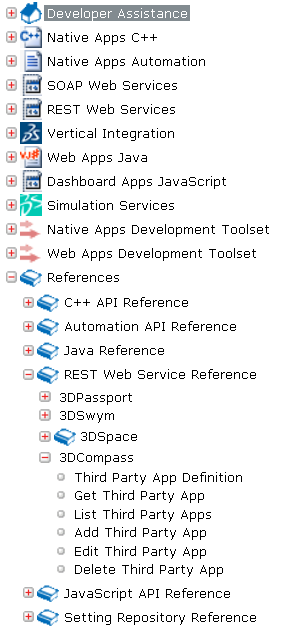 Developer Assistance
Native Apps C++
Native Apps Automation
SOAP Web Services
REST Web Services
Vertical Integration
Web Apps Java
Dashboard Apps JavaScript
Simulation Services
Native Apps Development Toolset
Web Apps Development Toolset
References
C++ API Reference
Automation API Reference
Java Reference
REST Web Service Reference
3DPassport
3DSwym
3DSpace
3DCompass
Third Party App Definition
Get Third Party App
List Third Party Apps
Add Third Party App
Edit Third Party App
Delete Third Party App
JavaScript API Reference
Setting Repository Reference